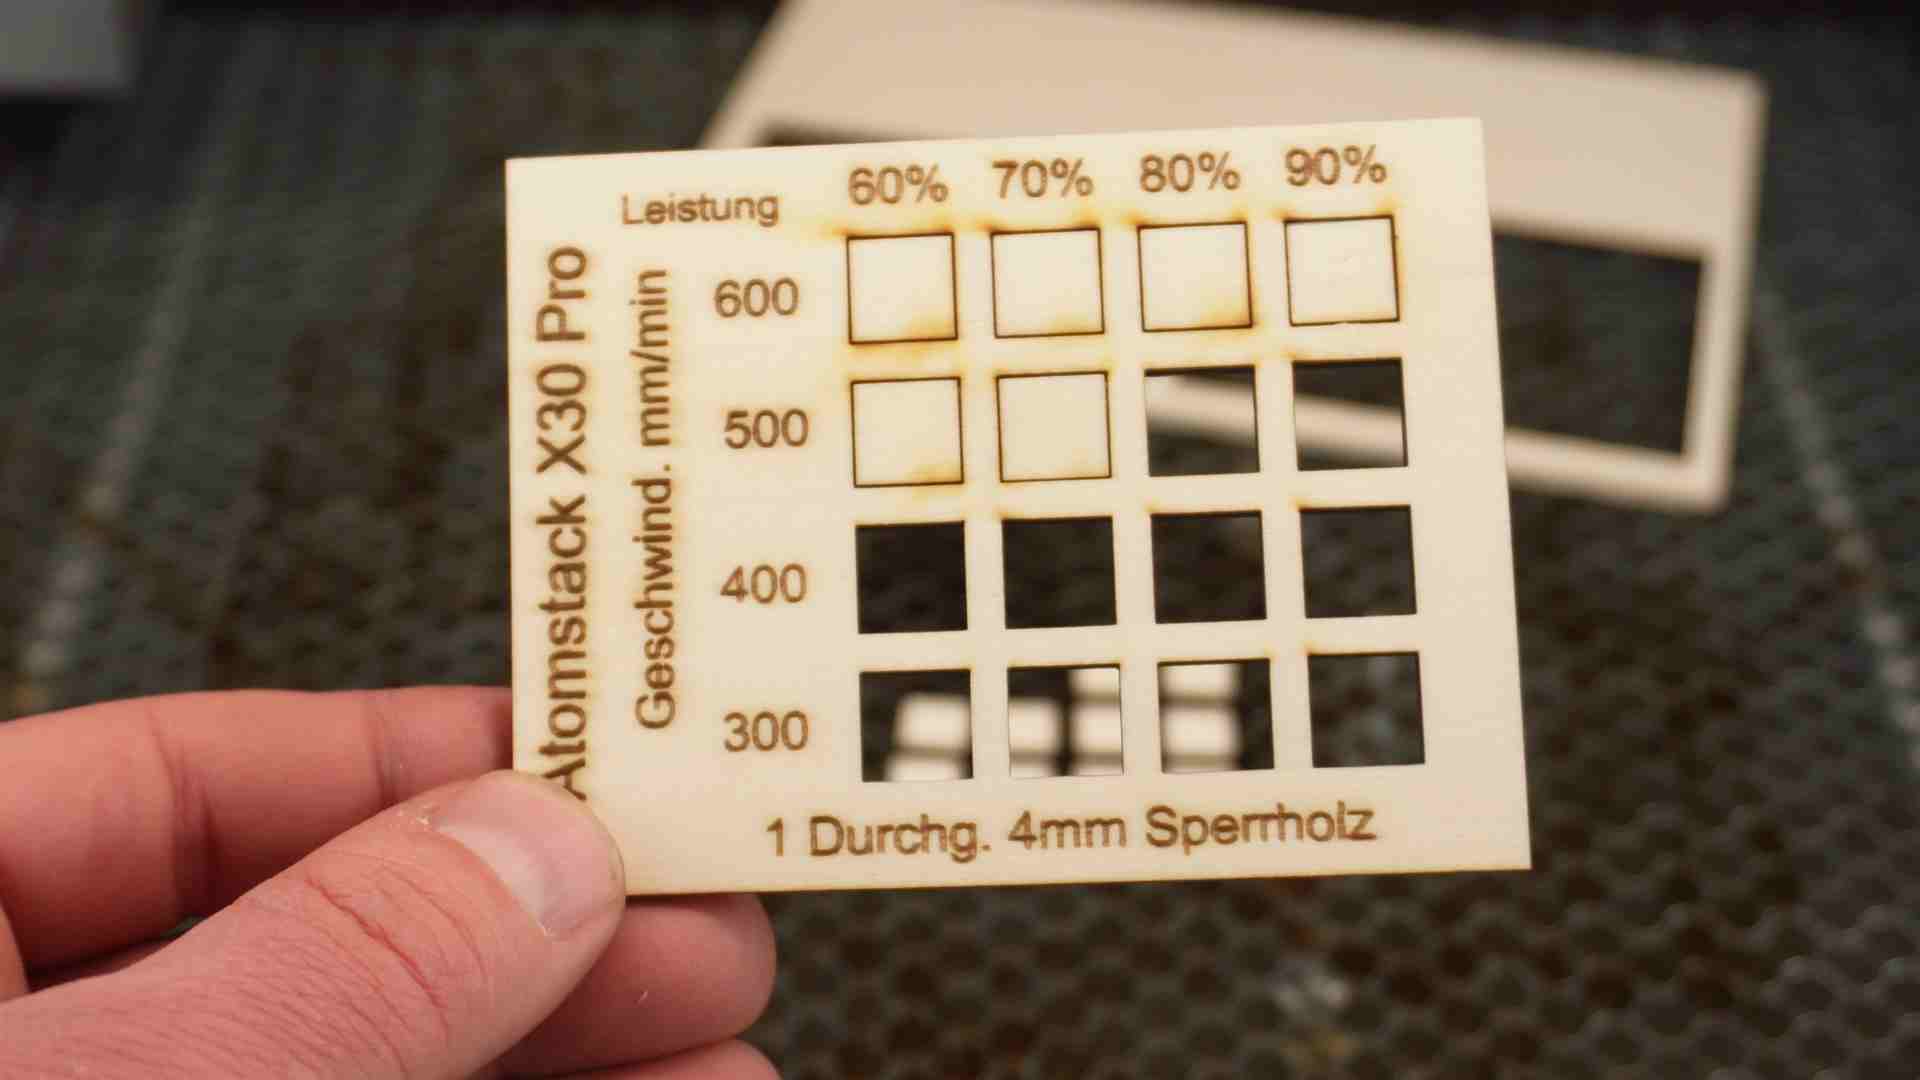 Leistung 60% 70% 80% 90%
Atomstack X30 Pro
Geschwind. mm/min
600
500
400
300
1 Durchg. 4mm Sperrholz